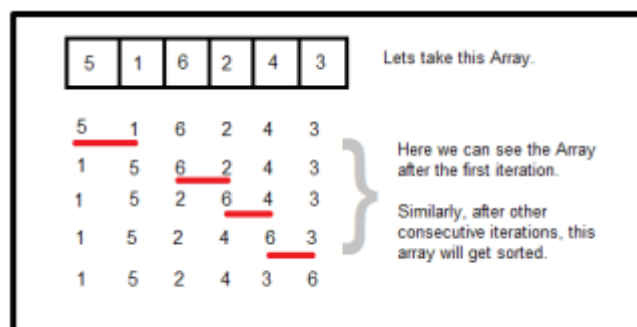 5 1 6 2 4 3
Lets take this Array.
5 1 6 2 4 3
1 5 6 2 4 3
1 5 2 6 4 3
1 5 2 4 6 3
1 5 2 4 3 6
Here we can see the Array
after the first iteration.
Similarly, after other
consecutive iterations, this
array will get sorted.